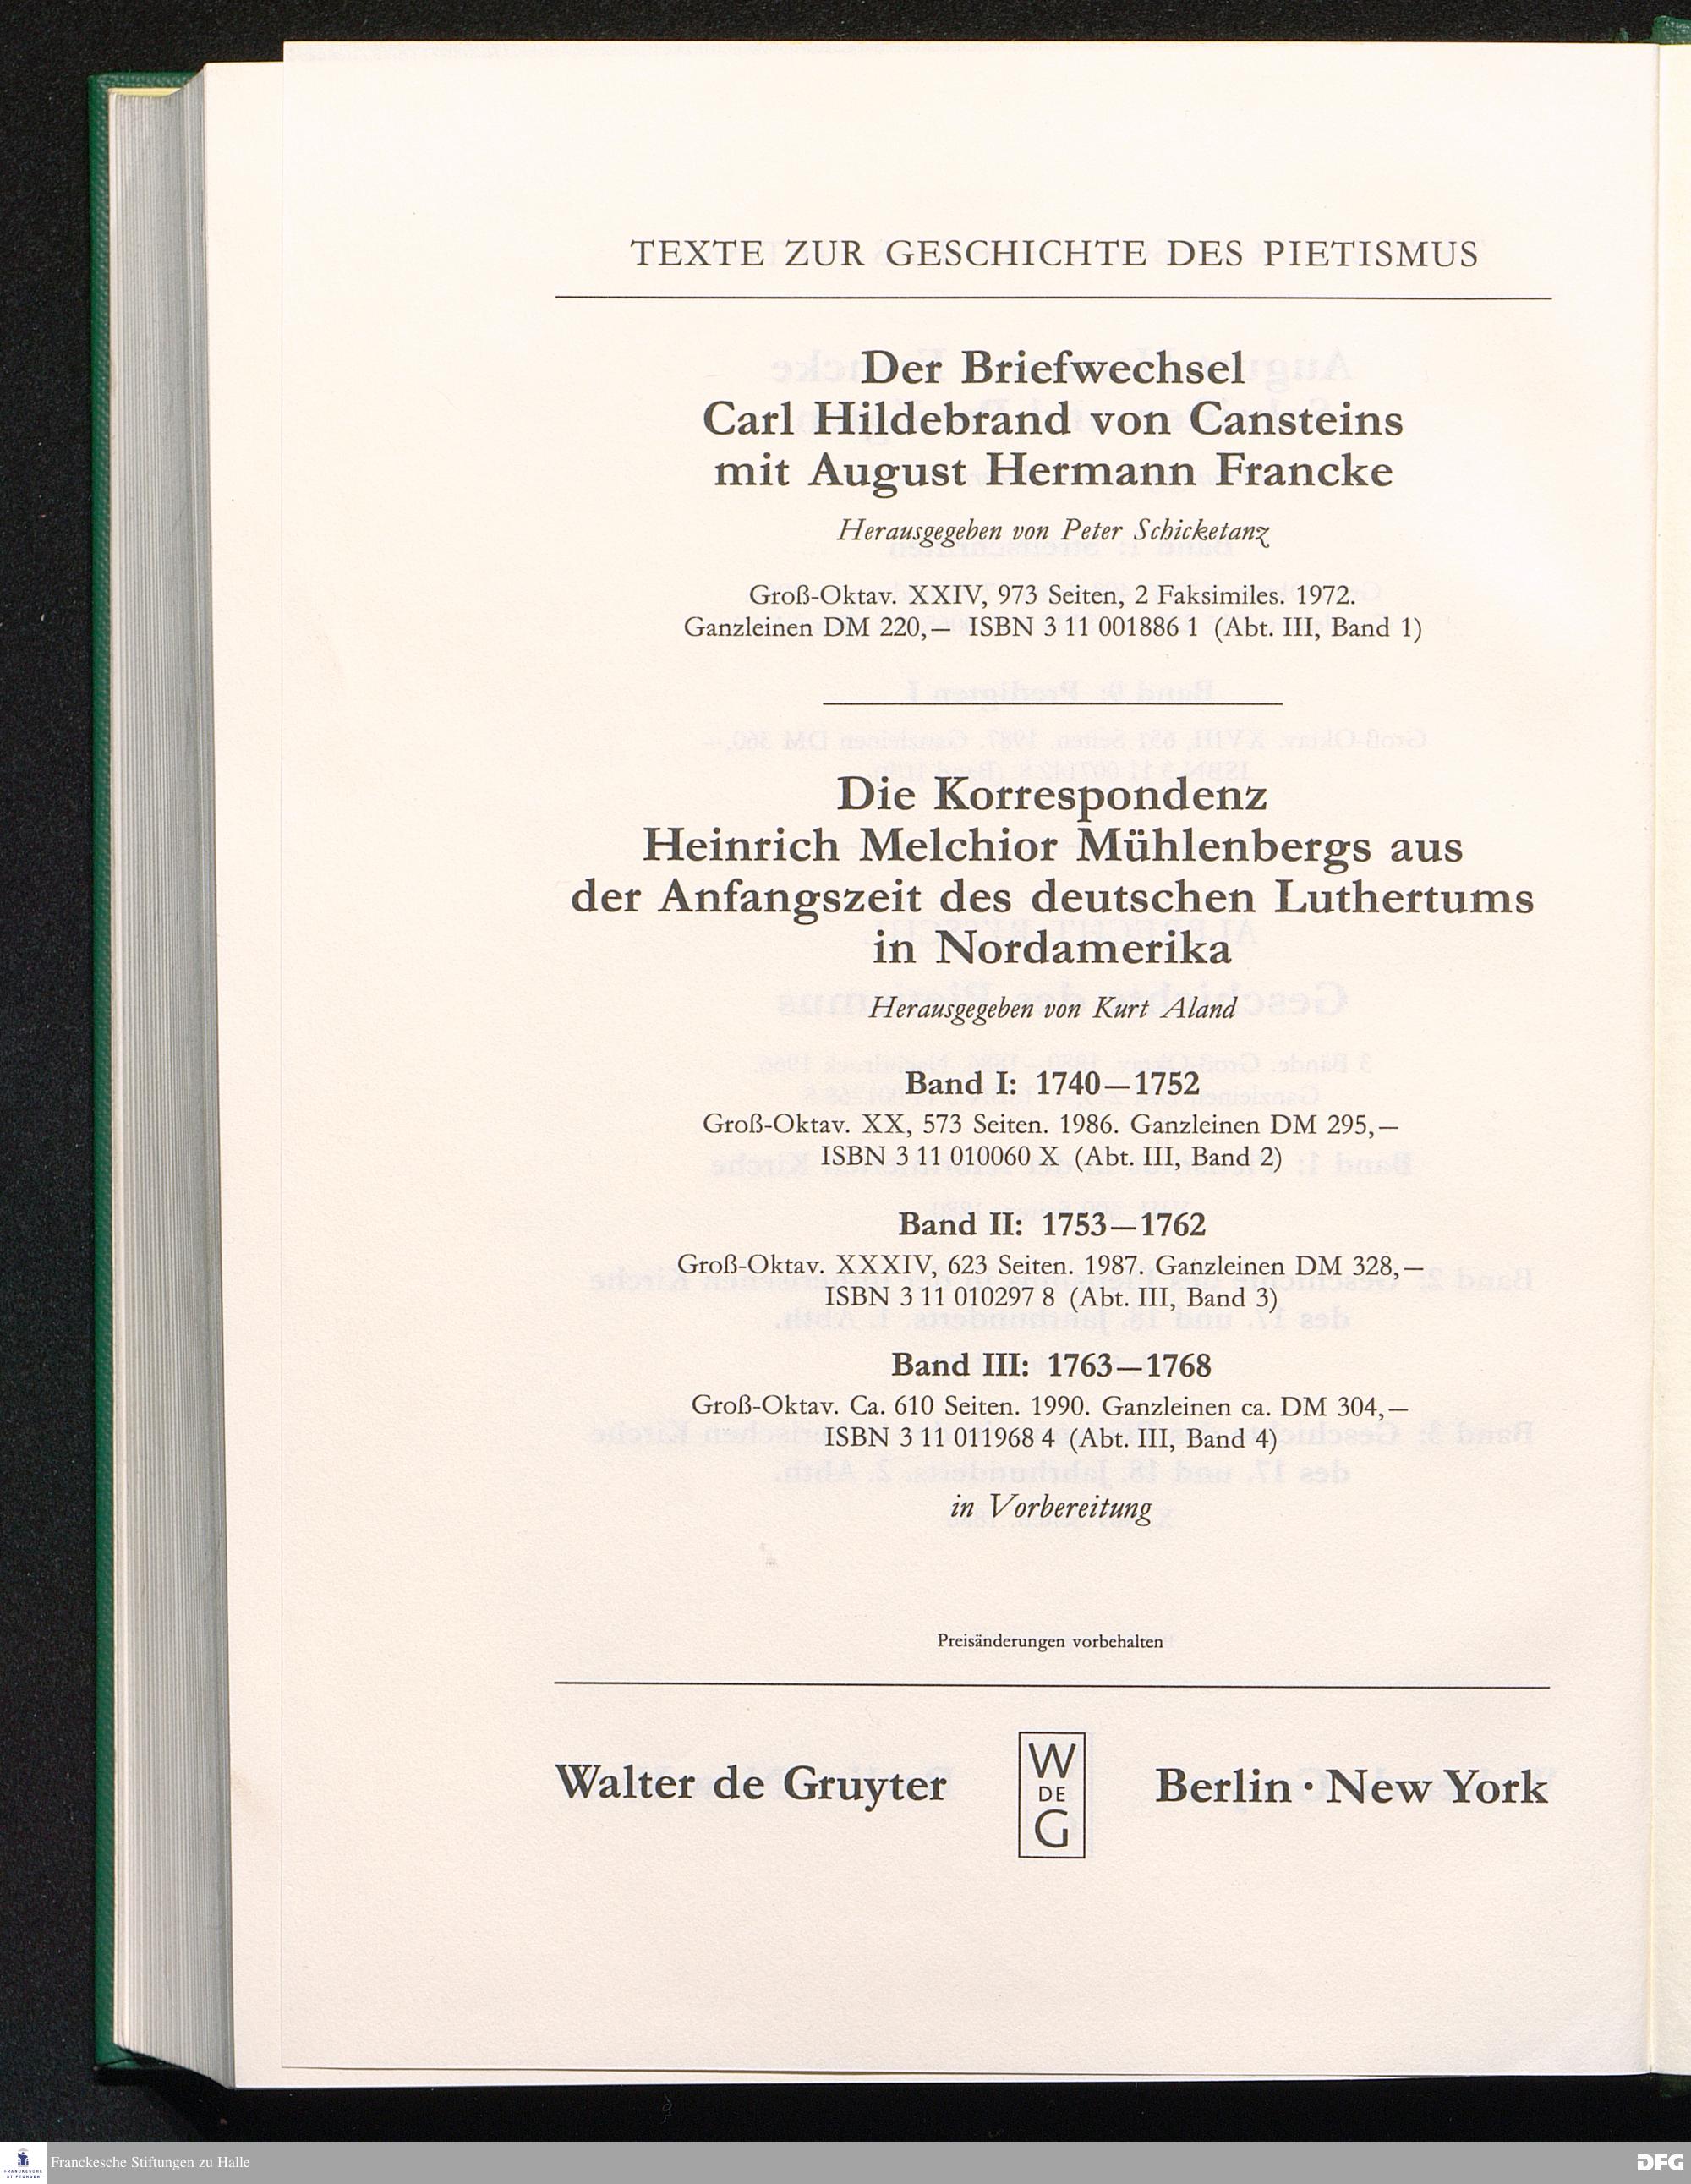 TEXTE ZUR GESCHICHTE DES PIETISMUS
Der Briefwechsel
Carl Hildebrand von Cansteins
mit August Hermann Francke
Herausgegeben von Peter Schicketanz
Groß-Oktav. XXIV, 973 Seiten, 2 Faksimiles. 1972.
Ganzleinen DM 220,— ISBN 3 11 001886 1 (Abt. III, Band 1)
Die Korrespondenz
Heinrich Melchior Mühlenbergs aus
der Anfangszeit des deutschen Luthertums
in Nordamerika
Herausgegeben von Kurt Aland
Band I: 1740—1752
Groß-Oktav. XX, 573 Seiten. 1986. Ganzleinen DM 295,—
ISBN 3 11 010060 X (Abt. III, Band 2)
Band II: 1753—1762
Groß-Oktav. XXXIV, 623 Seiten. 1987. Ganzleinen DM 328,—
ISBN 3 11 010297 8 (Abt. III, Band 3)
Band III: 1763—1768
Groß-Oktav. Ca. 610 Seiten. 1990. Ganzleinen ca. DM 304,—
ISBN 3 11 011968 4 (Abt. III, Band 4)
in Vorbereitung
Preisänderungen vorbehalten
Walter de Gruyter
W
DE
G
Berlin · New York
FRANCKESCHE
STIFTUNGEN
Franckesche Stiftungen zu Halle
DFG